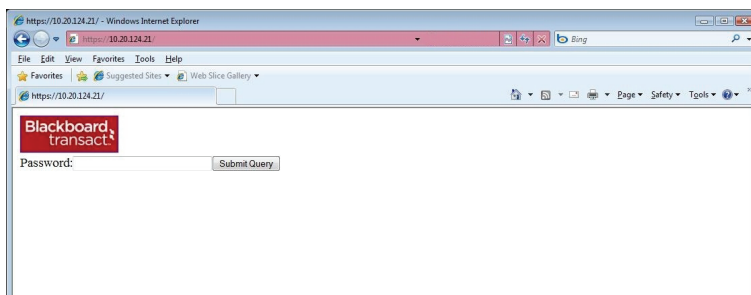 https://10.20.124.21/ - Windows Internet Explorer
https://10.20.124.21/
Bing
File Edit View Favorites Tools Help
Favorites Suggested Sites Web Slice Gallery
https://10.20.124.21/ Page Safety Tools
Blackboard
transact
Password: Submit Query